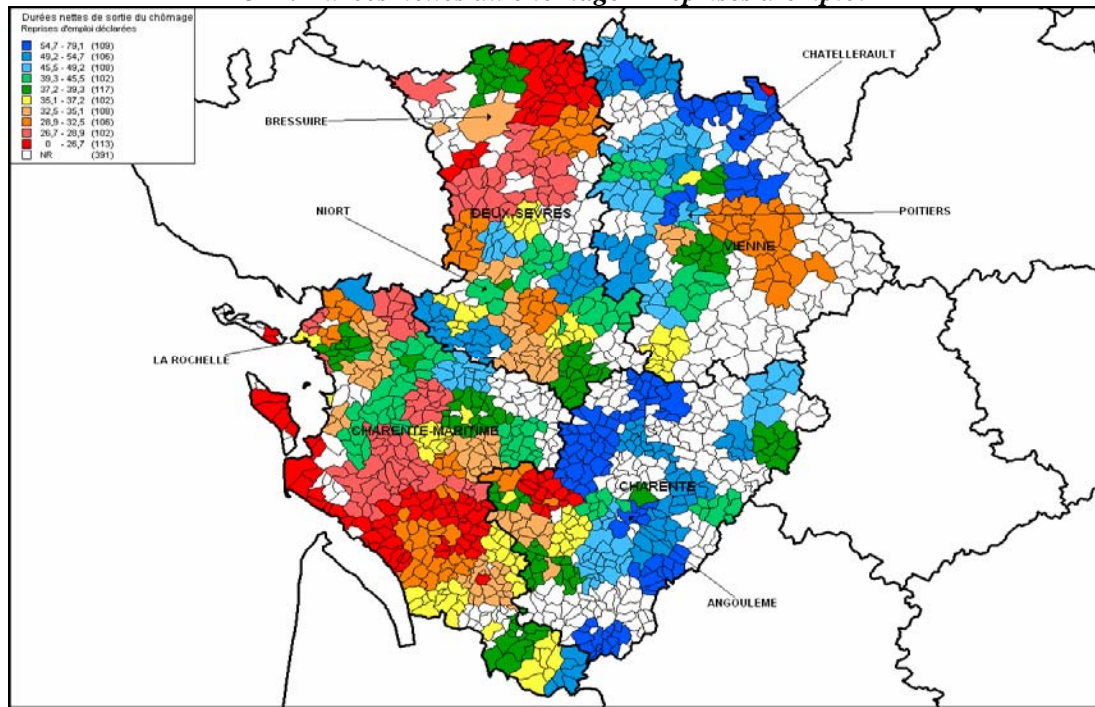 Durées nettes de sortie du chômage
Reprises d'emploi déclarées
54,7 - 79,1 (109)
49,2 - 54,7 (106)
45,5 - 49,2 (108)
39,3 - 45,5 (102)
37,2 - 39,3 (117)
35,1 - 37,2 (102)
32,5 - 35,1 (108)
28,9 - 32,5 (106)
26,7 - 28,9 (102)
0 - 26,7 (113)
NR (391)
CHATELLERAULT
BRESSUIRE
NIORT
DEUX-SEVRES
POITIERS
VIENNE
LA ROCHELLE
CHARENTE-MARITIME
CHARENTE
ANGOULEME